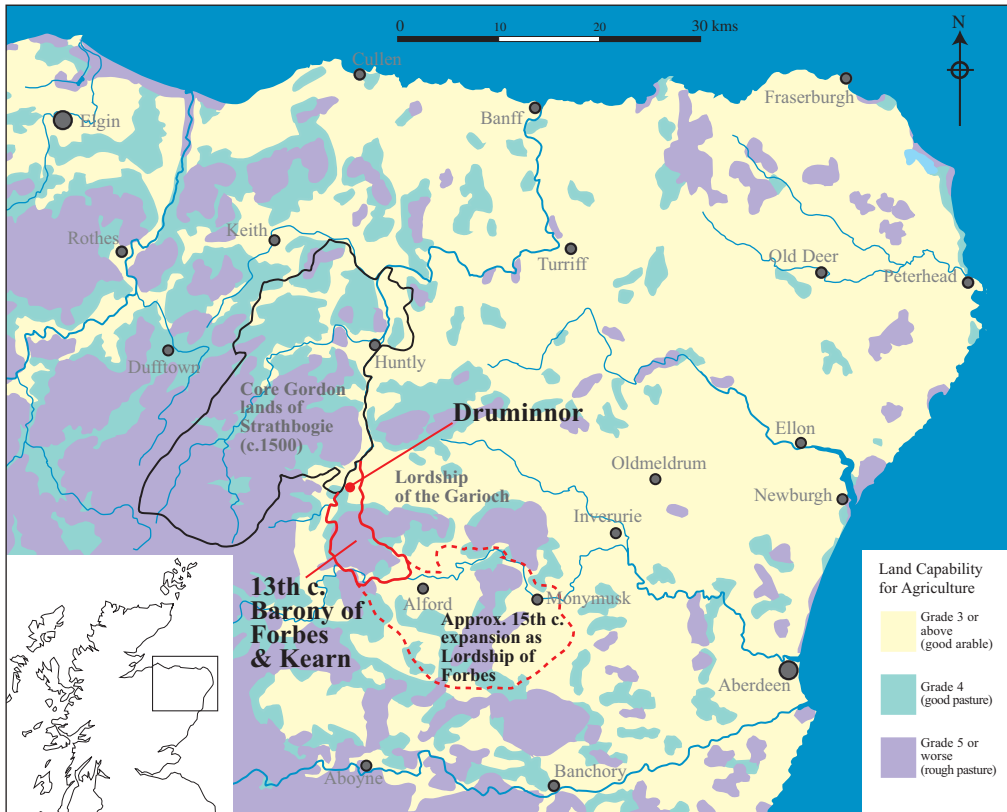 0 10 20 30 kms
N
Cullen
Fraserburgh
Banff
Elgin
Keith
Rothes
Turriff
Old Deer
Peterhead
Dufftown
Huntly
Core Gordon
lands of
Strathbogie
(c.1500)
Druminnor
Ellon
Lordship
of the Garioch
Oldmeldrum
Newburgh
Inverurie
13th c.
Barony of
Forbes
& Kearn
Alford
Monymusk
Approx. 15th c.
expansion as
Lordship of
Forbes
Aberdeen
Aboyne
Banchory
Land Capability
for Agriculture
Grade 3 or
above
(good arable)
Grade 4
(good pasture)
Grade 5 or
worse
(rough pasture)